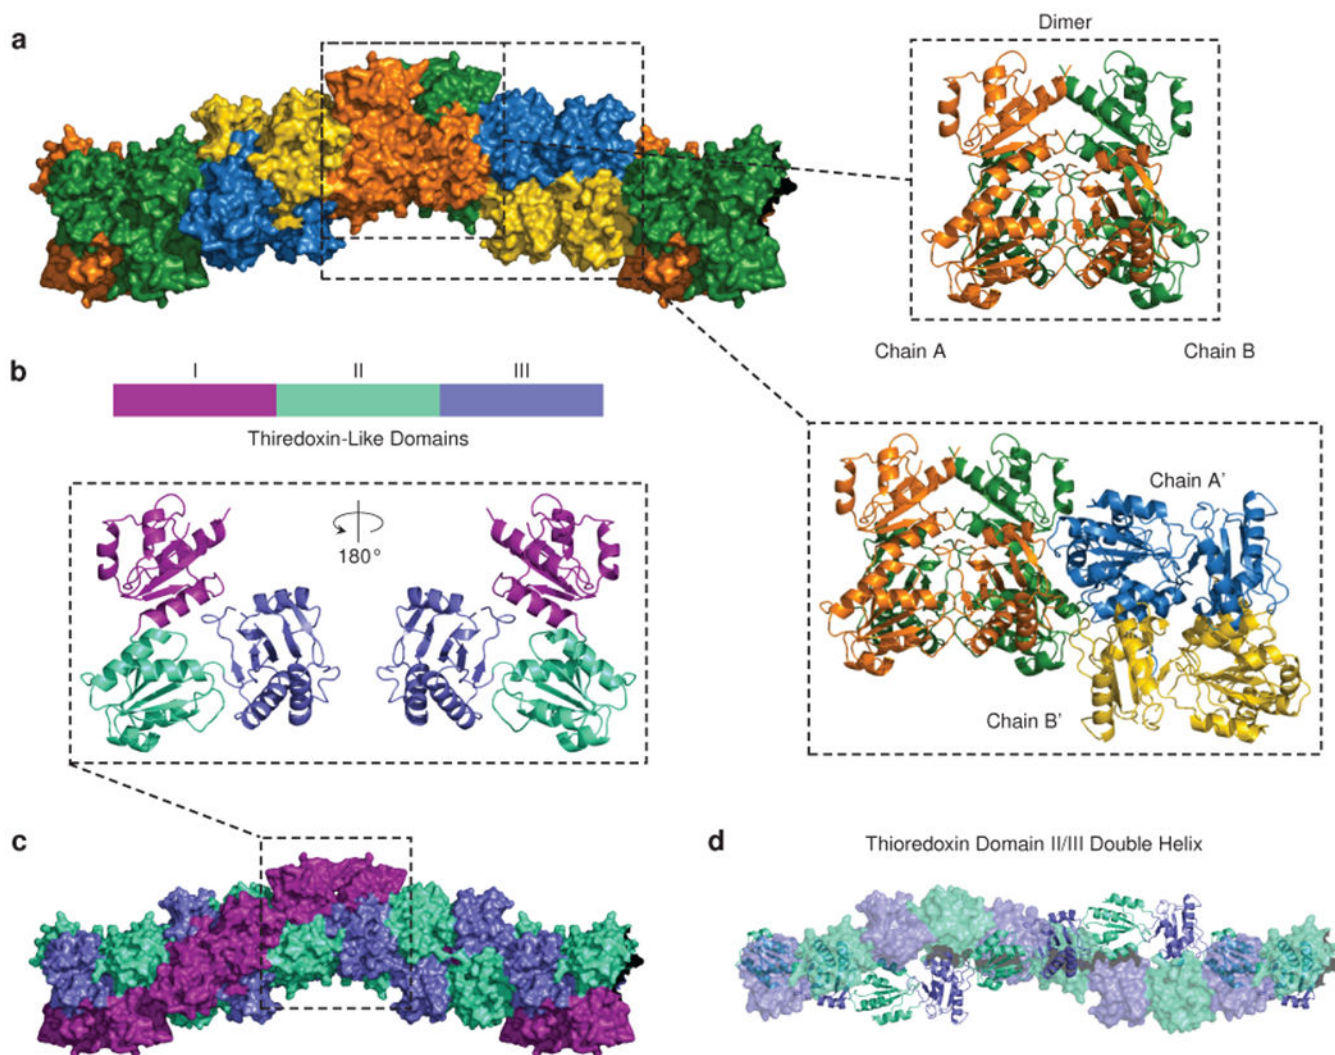 a
Dimer
Chain A
Chain B
b
I
II
III
Thiredoxin-Like Domains
180°
Chain A'
Chain B'
c
d
Thioredoxin Domain II/III Double Helix